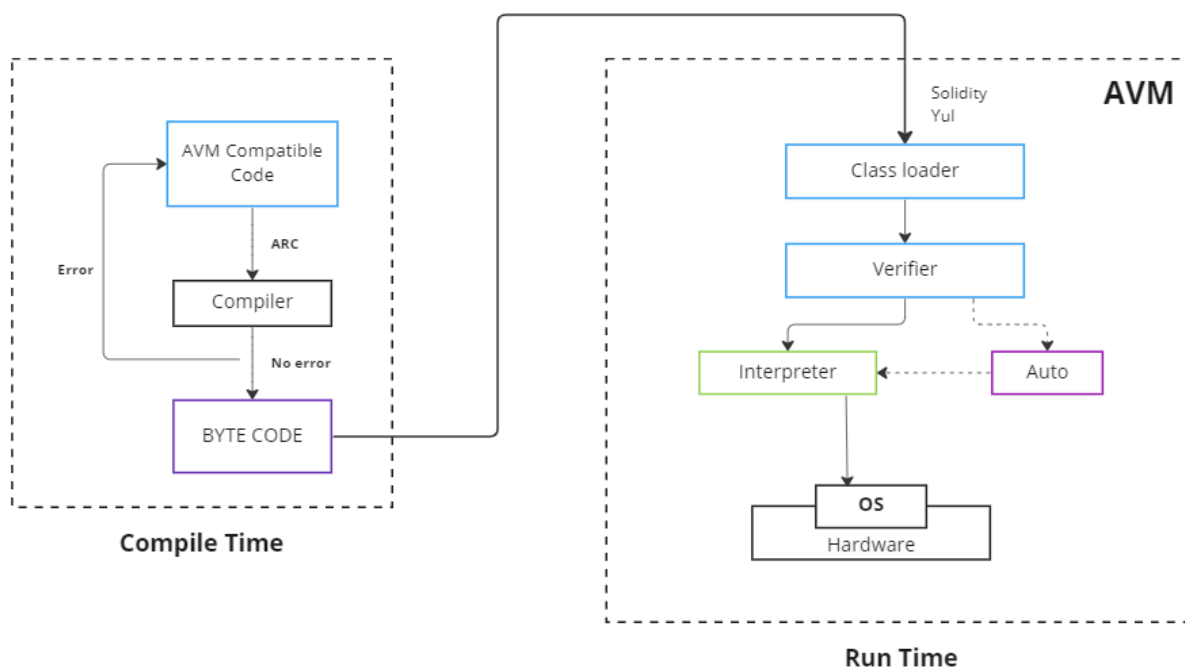 AVM Compatible
Code
ARC
Error
Compiler
No error
BYTE CODE
Compile Time
AVM
Solidity
Yul
Class loader
Verifier
Interpreter
Auto
OS
Hardware
Run Time